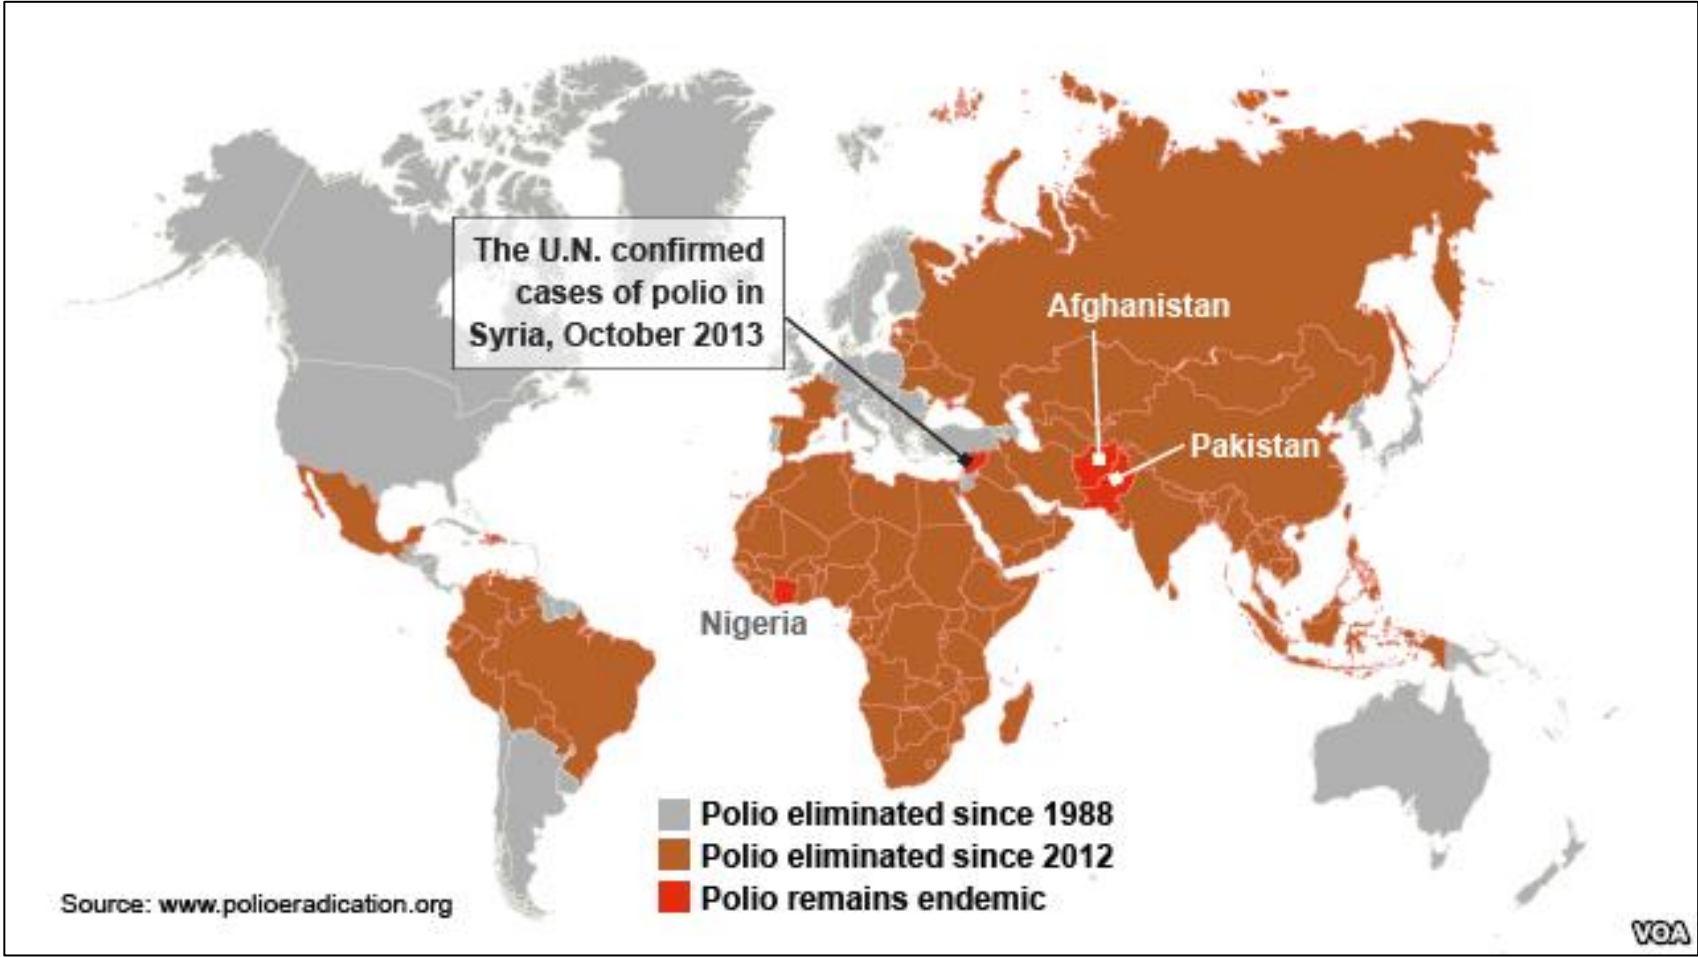 The U.N. confirmed
cases of polio in
Syria, October 2013
Afghanistan
Pakistan
Nigeria
Polio eliminated since 1988
Polio eliminated since 2012
Polio remains endemic
Source: www.polioeradication.org
VOA